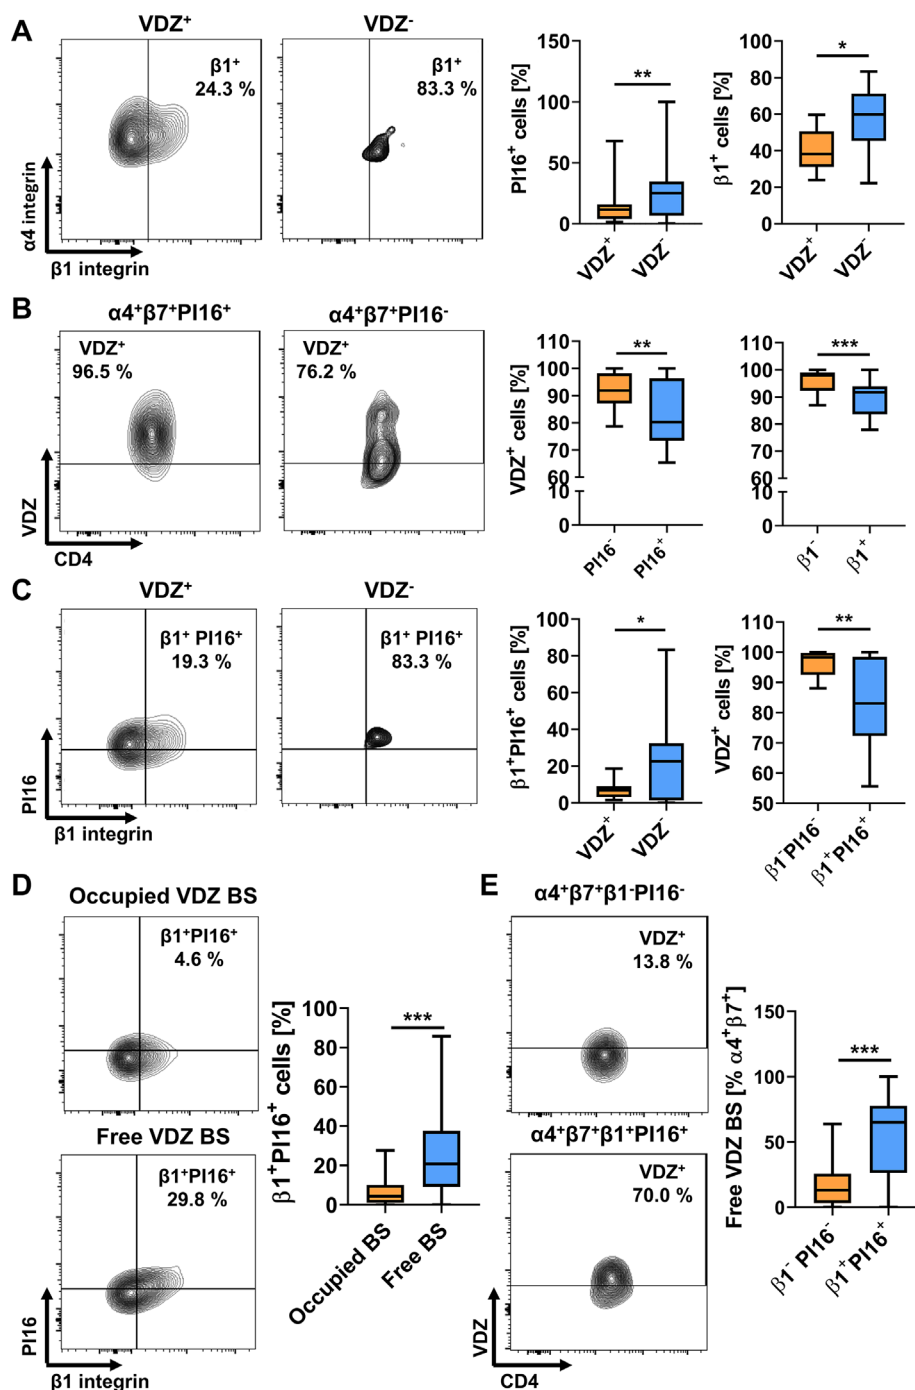 A
VDZ⁺
VDZ⁻
β1⁺
24.3 %
β1⁺
83.3 %
α4 integrin
β1 integrin
PI16⁺ cells [%]
150
100
50
0
VDZ⁺
VDZ⁻
**
β1⁺ cells [%]
100
80
60
40
20
0
VDZ⁺
VDZ⁻
*
B
α4⁺β7⁺PI16⁺
α4⁺β7⁺PI16⁻
VDZ⁺
96.5 %
VDZ⁺
76.2 %
VDZ
CD4
VDZ⁺ cells [%]
110
100
90
80
70
60
10
0
PI16⁻
PI16⁺
**
110
100
90
80
70
60
10
0
β1⁻
β1⁺
***
C
VDZ⁺
VDZ⁻
β1⁺ PI16⁺
19.3 %
β1⁺ PI16⁺
83.3 %
PI16
β1 integrin
β1⁺PI16⁺ cells [%]
100
80
60
40
20
0
VDZ⁺
VDZ⁻
*
VDZ⁺ cells [%]
110
100
90
80
70
60
50
β1⁻PI16⁻
β1⁺PI16⁺
**
D
Occupied VDZ BS
β1⁺PI16⁺
4.6 %
Free VDZ BS
β1⁺PI16⁺
29.8 %
PI16
β1 integrin
β1⁺PI16⁺ cells [%]
100
80
60
40
20
0
Occupied BS
Free BS
***
E
α4⁺β7⁺β1⁻PI16⁻
VDZ⁺
13.8 %
α4⁺β7⁺β1⁺PI16⁺
VDZ⁺
70.0 %
VDZ
CD4
Free VDZ BS [% α4⁺β7⁺]
150
100
50
0
β1⁻ PI16⁻
β1⁺ PI16⁺
***